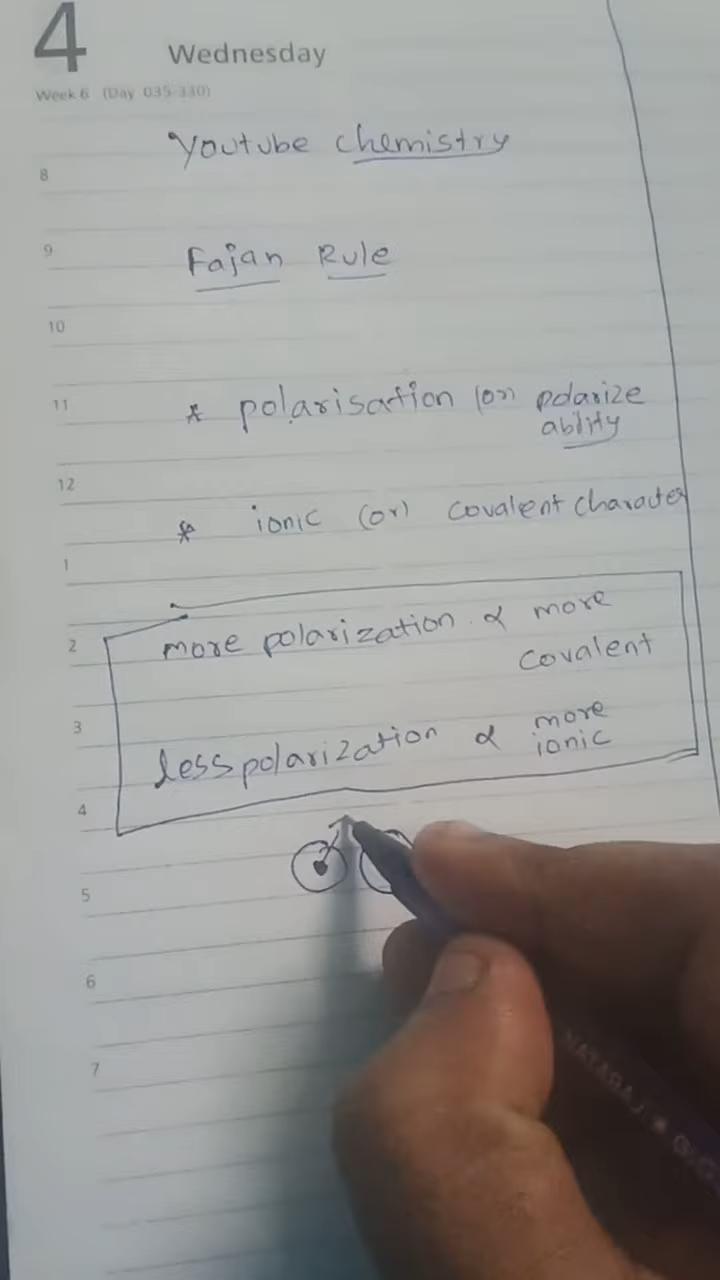 4
Wednesday
Week 6 (Day 035-330)
Youtube chemistry
8
9
Fajan Rule
10
11
* polarisation (or) polarize
ability
12
* ionic (or) covalent character
1
2
more polarization ∝ more
covalent
3
less polarization ∝ more
ionic
4
5
6
7
NATARAJ